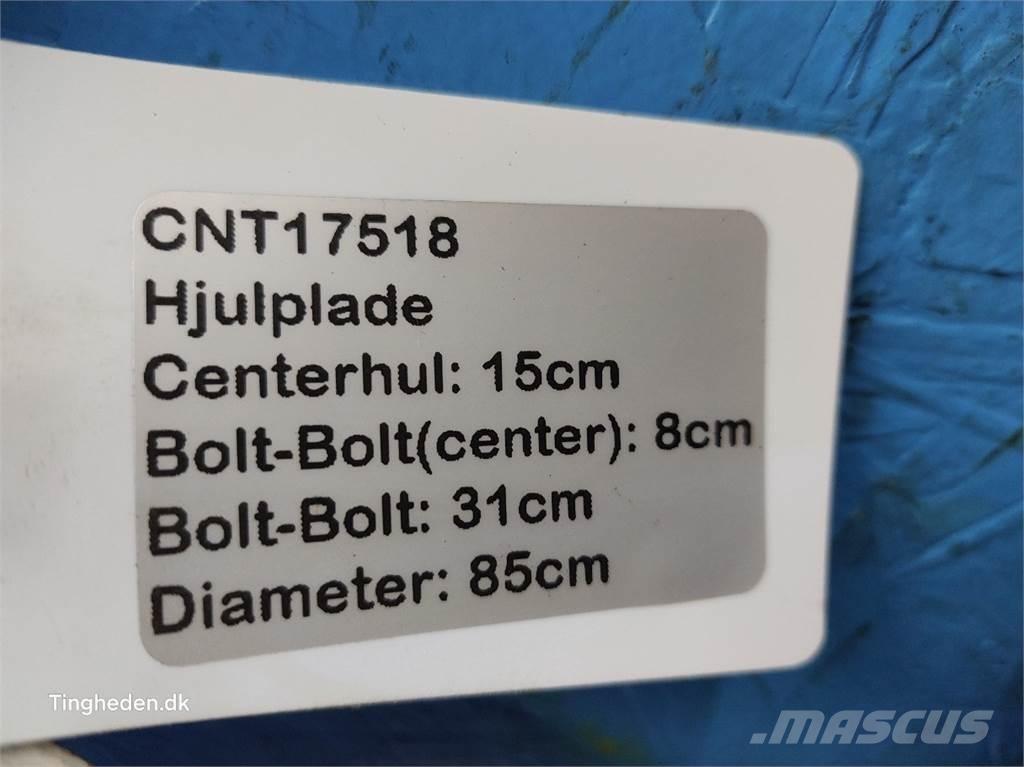 CNT17518
Hjulplade
Centerhul: 15cm
Bolt-Bolt(center): 8cm
Bolt-Bolt: 31cm
Diameter: 85cm
Tingheden.dk
MASCUS